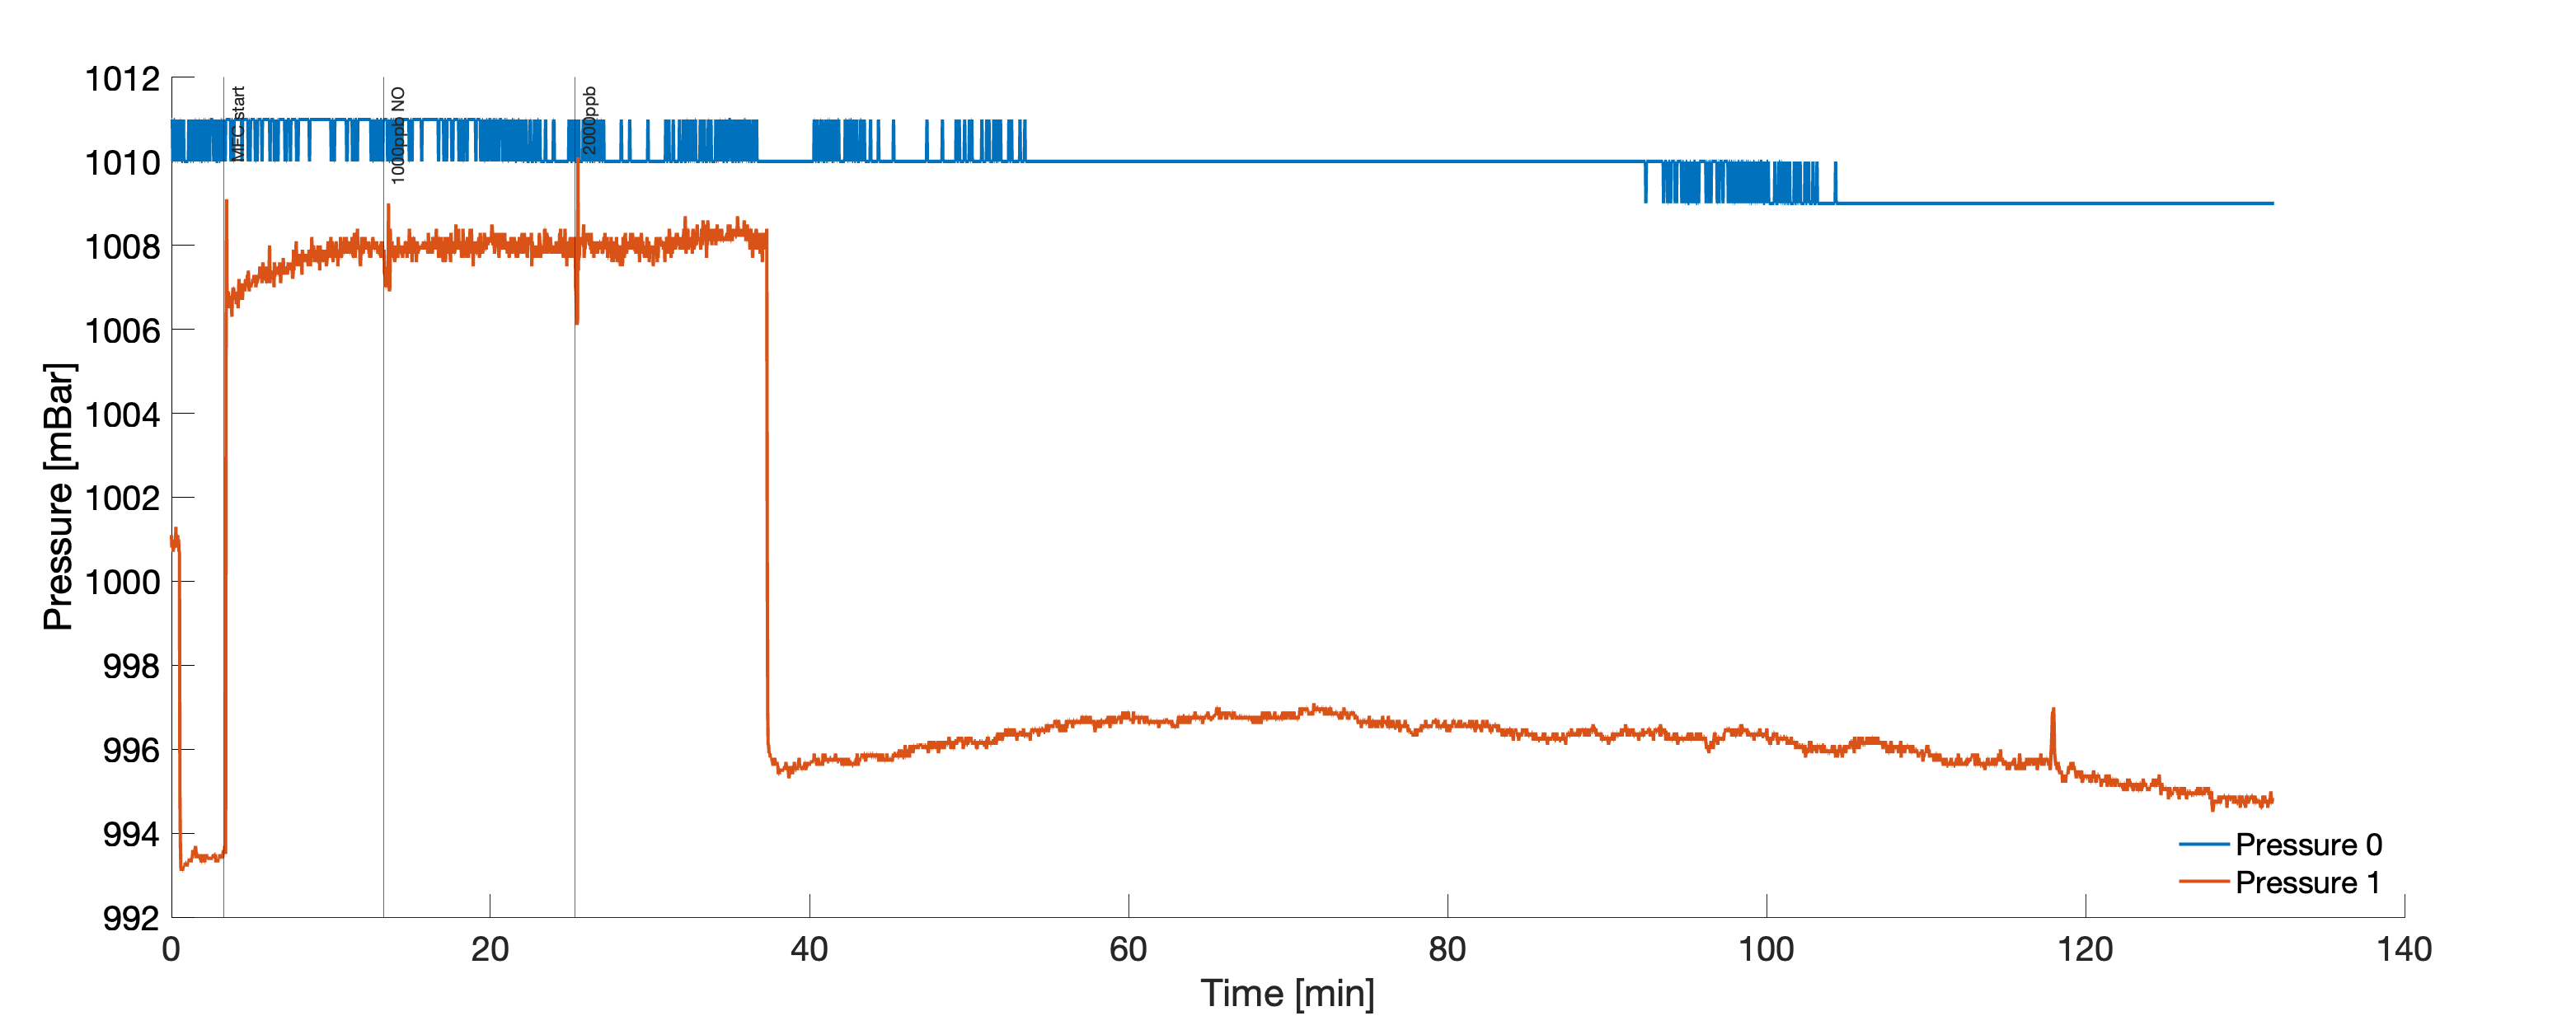 1012
1010
1008
1006
1004
1002
1000
998
996
994
992
Pressure [mBar]
MFC start
1000ppb NO
2000ppb
Pressure 0
Pressure 1
0 20 40 60 80 100 120 140
Time [min]